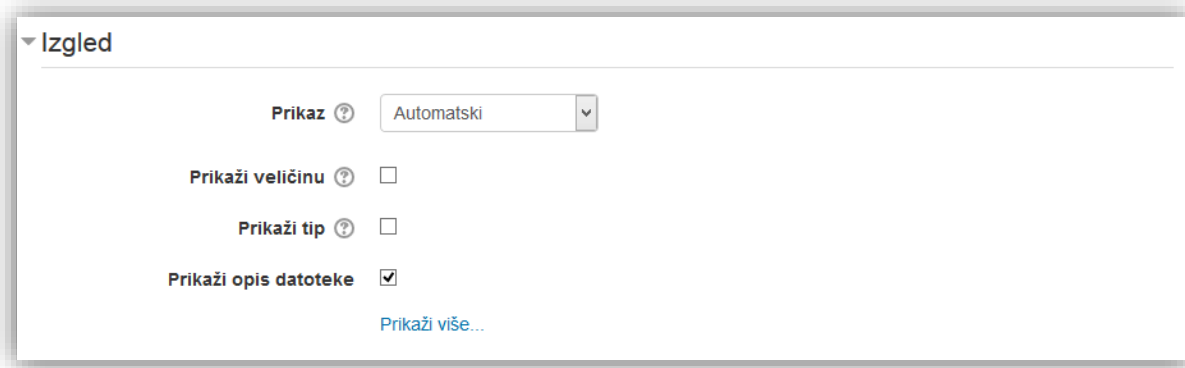 Izgled
Prikaz Automatski
Prikaži veličinu
Prikaži tip
Prikaži opis datoteke
Prikaži više...